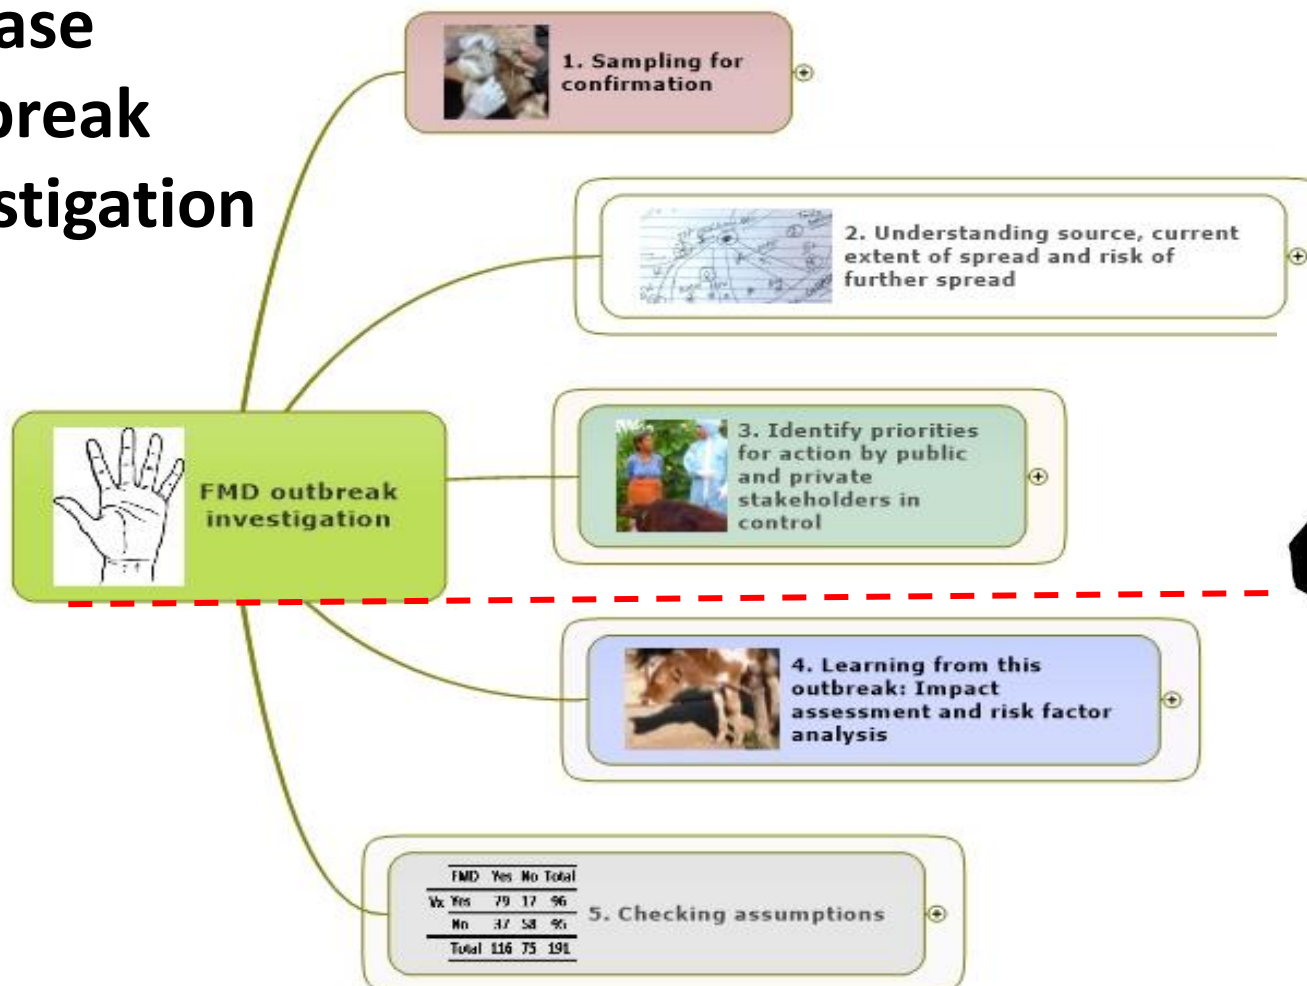 ase
break
stigation
1. Sampling for
confirmation
2. Understanding source, current
extent of spread and risk of
further spread
3. Identify priorities
for action by public
and private
stakeholders in
control
FMD outbreak
investigation
4. Learning from this
outbreak: Impact
assessment and risk factor
analysis
FMD Yes No Total
Vx Yes 79 17 96
No 37 58 95
Total 116 75 191
5. Checking assumptions